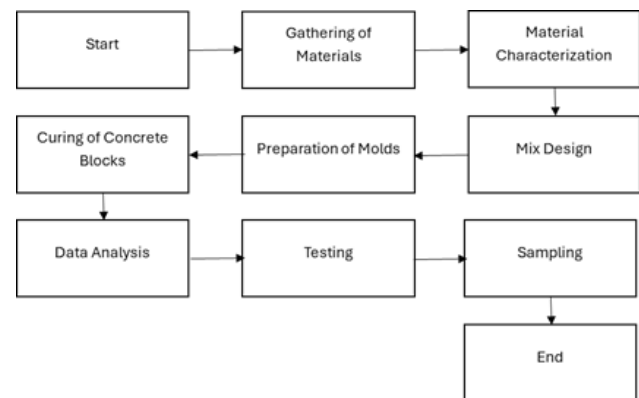 Start
Gathering of
Materials
Material
Characterization
Mix Design
Preparation of Molds
Curing of Concrete
Blocks
Data Analysis
Testing
Sampling
End